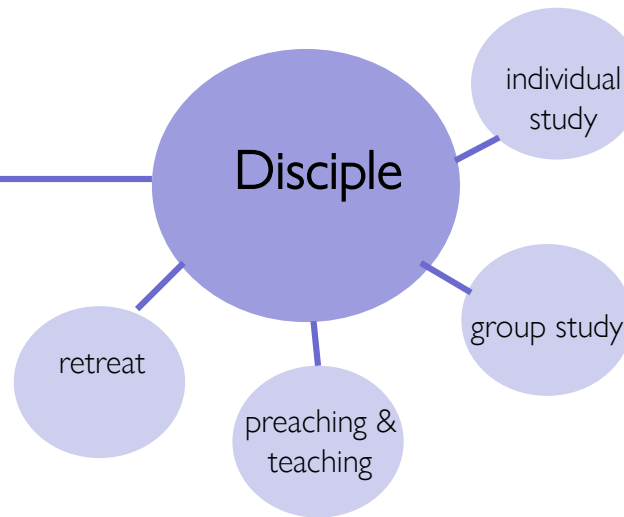 individual
study
Disciple
group study
retreat
preaching &
teaching